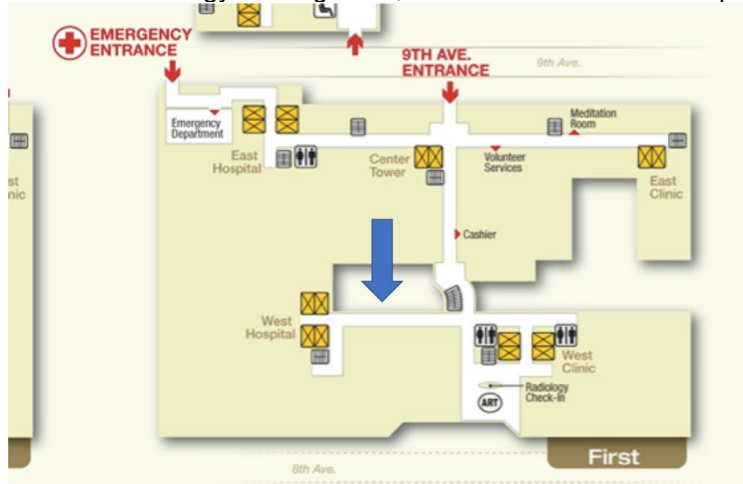 EMERGENCY
ENTRANCE
9TH AVE.
ENTRANCE
9th Ave.
Emergency
Department
Meditation
Room
East
Hospital
Center
Tower
Volunteer
Services
East
Clinic
Cashier
West
Hospital
West
Clinic
Radiology
Check-in
ART
First
8th Ave.